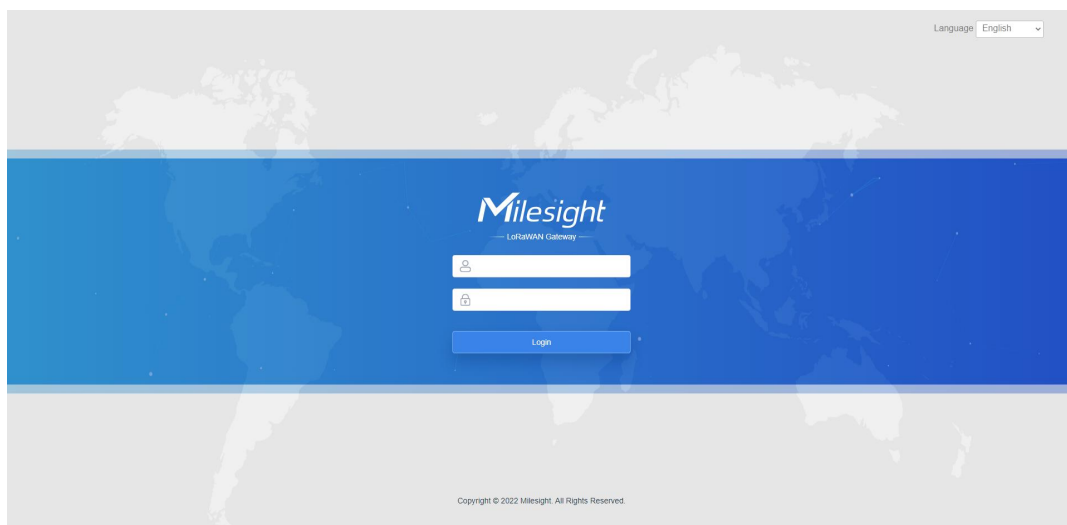 Language English
Milesight
LoRaWAN Gateway
Login
Copyright © 2022 Milesight. All Rights Reserved.